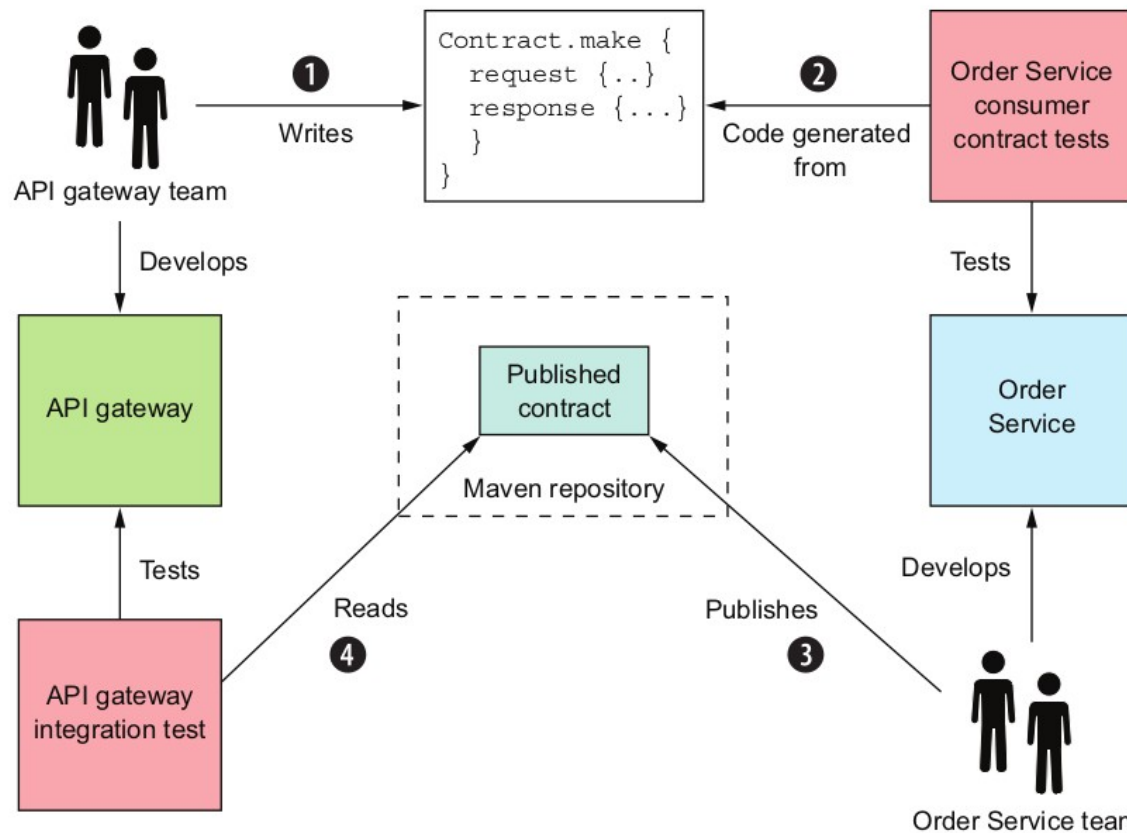 Contract.make {
request {..}
response {...}
}
}
1
Writes
2
Code generated
from
Order Service
consumer
contract tests
API gateway team
Develops
Tests
API gateway
Published
contract
Maven repository
Order
Service
Tests
Reads
4
Publishes
3
Develops
API gateway
integration test
Order Service team